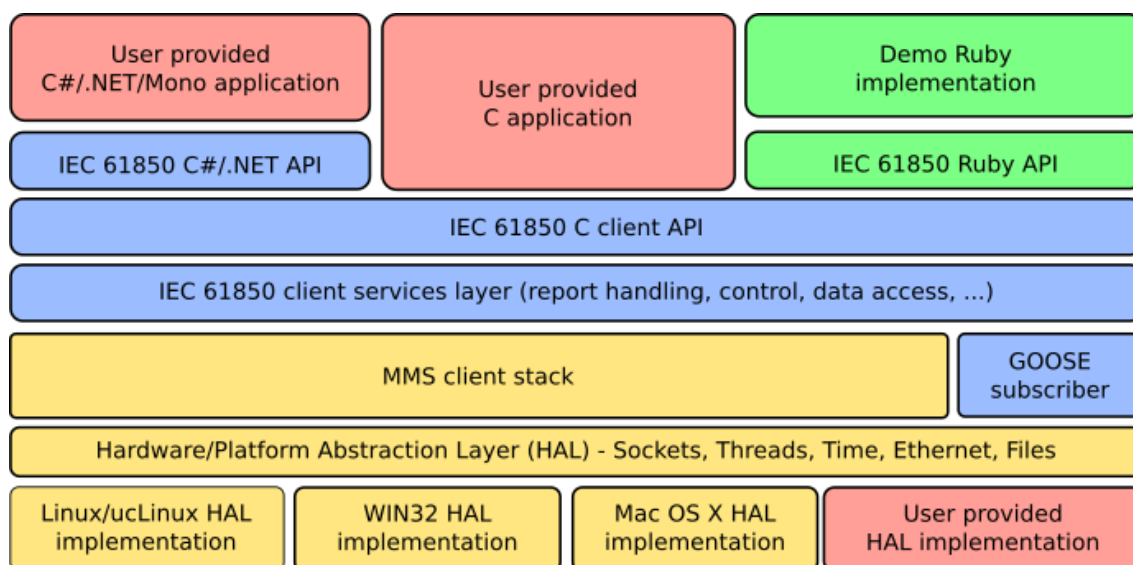 User provided
C#/.NET/Mono application
User provided
C application
Demo Ruby
implementation
IEC 61850 C#/.NET API
IEC 61850 Ruby API
IEC 61850 C client API
IEC 61850 client services layer (report handling, control, data access, ...)
MMS client stack
GOOSE
subscriber
Hardware/Platform Abstraction Layer (HAL) - Sockets, Threads, Time, Ethernet, Files
Linux/ucLinux HAL
implementation
WIN32 HAL
implementation
Mac OS X HAL
implementation
User provided
HAL implementation